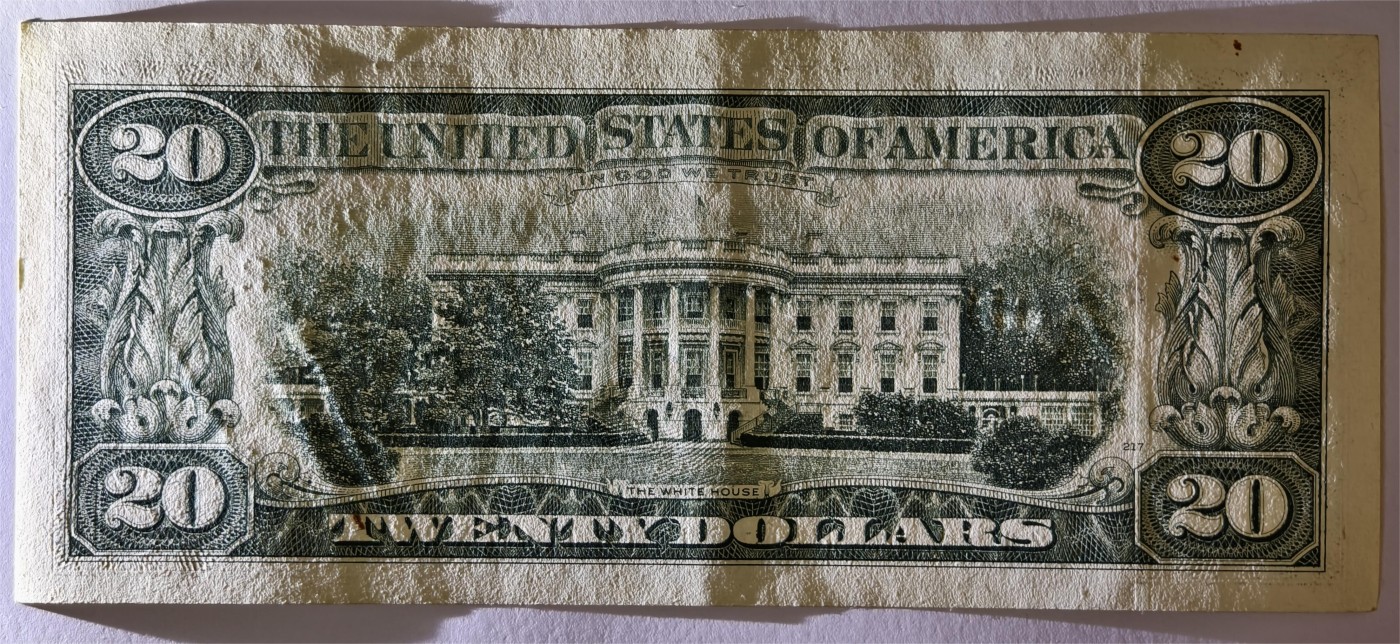 20 THE UNITED STATES OF AMERICA 20
IN GOD WE TRUST
217
THE WHITE HOUSE
20 TWENTY DOLLARS 20